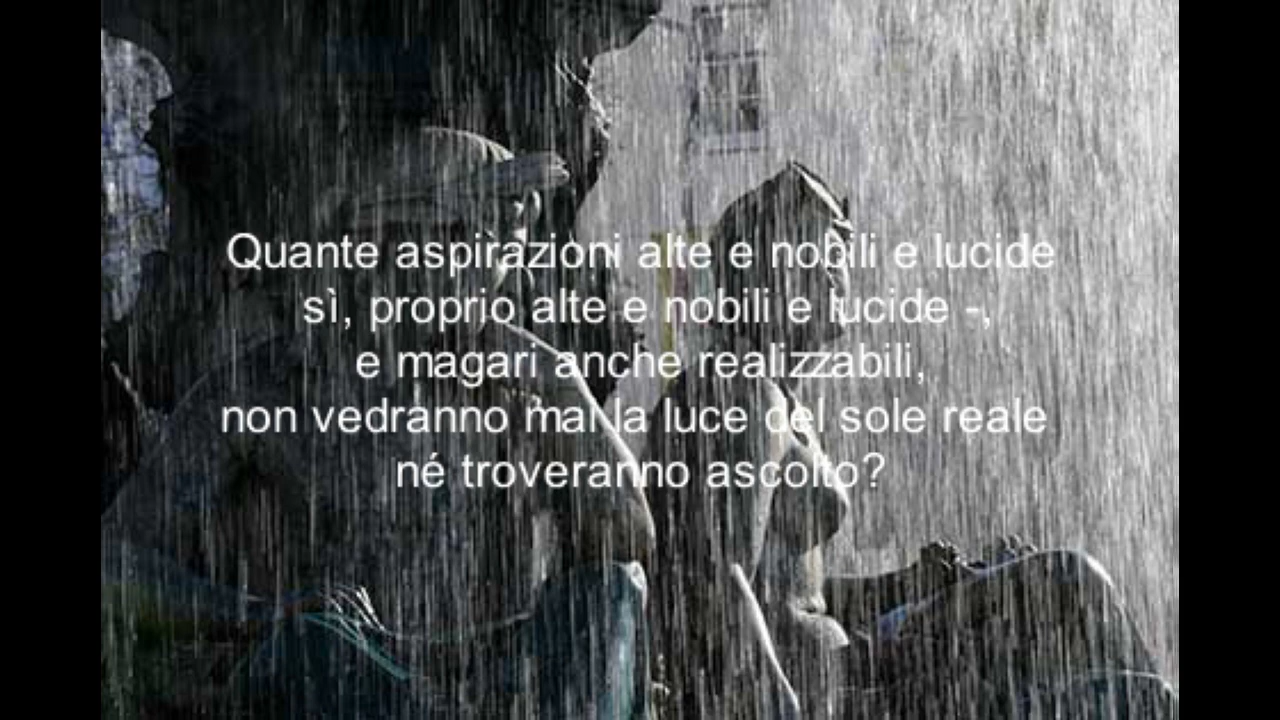 Quante aspirazioni alte e nobili e lucide
sì, proprio alte e nobili e lucide -,
e magari anche realizzabili,
non vedranno mai la luce del sole reale
né troveranno ascolto?